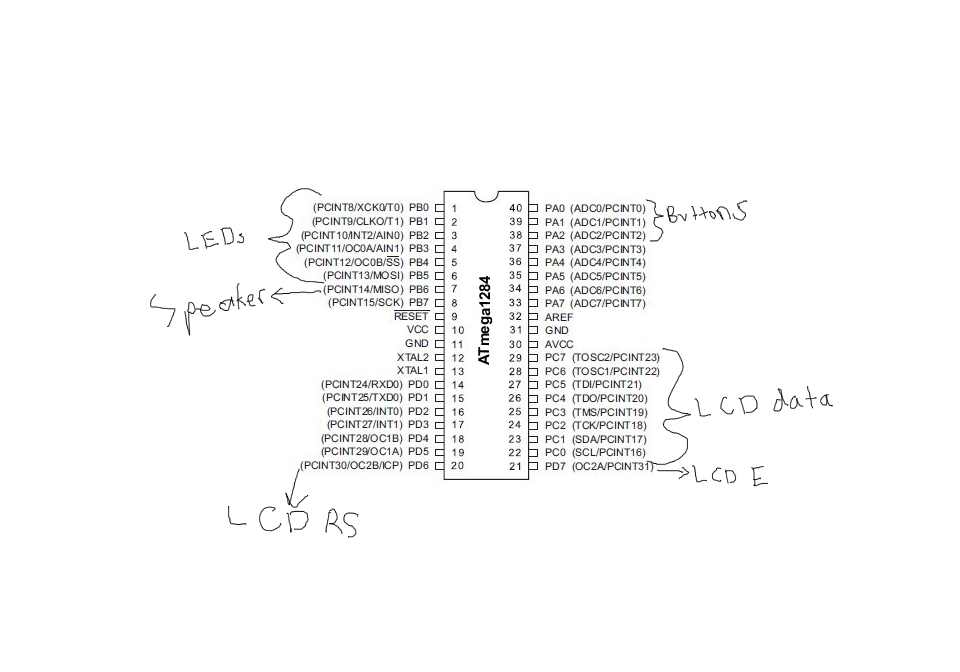 (PCINT8/XCK0/T0) PB0 1 40 PA0 (ADC0/PCINT0)
(PCINT9/CLKO/T1) PB1 2 39 PA1 (ADC1/PCINT1)
Buttons
(PCINT10/INT2/AIN0) PB2 3 38 PA2 (ADC2/PCINT2)
LEDs
(PCINT11/OC0A/AIN1) PB3 4 37 PA3 (ADC3/PCINT3)
(PCINT12/OC0B/SS) PB4 5 36 PA4 (ADC4/PCINT4)
(PCINT13/MOSI) PB5 6 35 PA5 (ADC5/PCINT5)
(PCINT14/MISO) PB6 7 34 PA6 (ADC6/PCINT6)
Speaker
(PCINT15/SCK) PB7 8 33 PA7 (ADC7/PCINT7)
RESET 9 32 AREF
VCC 10 31 GND
GND 11 30 AVCC
XTAL2 12 29 PC7 (TOSC2/PCINT23)
XTAL1 13 28 PC6 (TOSC1/PCINT22)
(PCINT24/RXD0) PD0 14 27 PC5 (TDI/PCINT21)
(PCINT25/TXD0) PD1 15 26 PC4 (TDO/PCINT20)
LCD data
(PCINT26/INT0) PD2 16 25 PC3 (TMS/PCINT19)
(PCINT27/INT1) PD3 17 24 PC2 (TCK/PCINT18)
(PCINT28/OC1B) PD4 18 23 PC1 (SDA/PCINT17)
(PCINT29/OC1A) PD5 19 22 PC0 (SCL/PCINT16)
(PCINT30/OC2B/ICP) PD6 20 21 PD7 (OC2A/PCINT31)
ATmega1284
LCD E
LCD RS